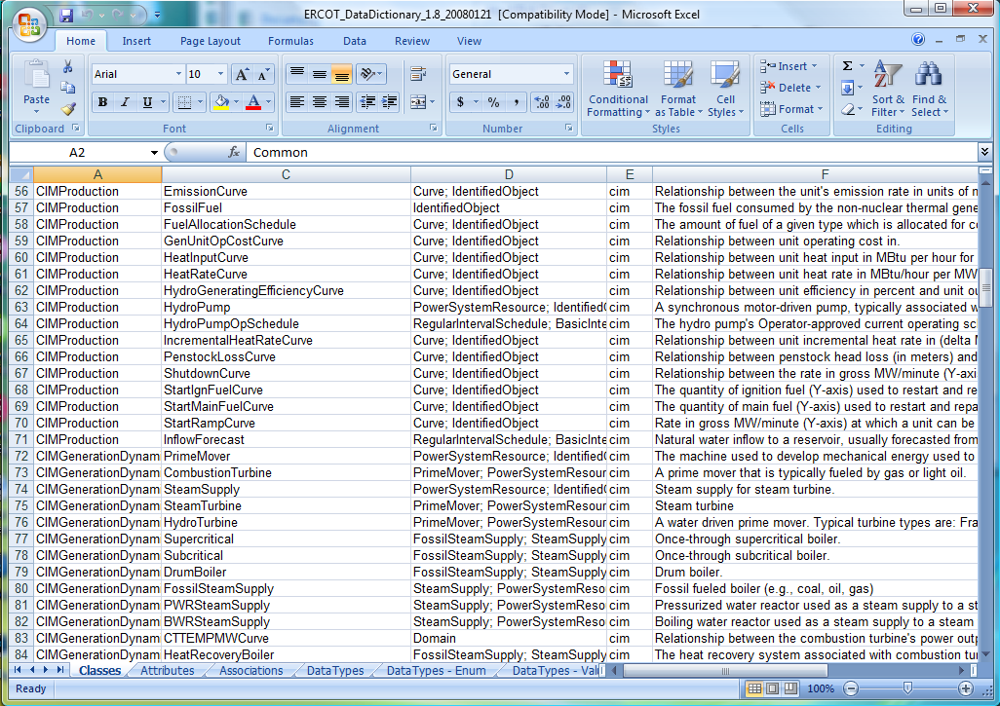 ERCOT_DataDictionary_1.8_20080121 [Compatibility Mode] - Microsoft Excel
Home Insert Page Layout Formulas Data Review View
Arial 10 General Insert Σ
Paste B I U A $ % , Conditional Formatting Format as Table Cell Styles Delete Format Sort & Filter Find & Select
Clipboard Font Alignment Number Styles Cells Editing
A2 fx Common
A C D E F
56 CIMProduction EmissionCurve Curve; IdentifiedObject cim Relationship between the unit's emission rate in units of
57 CIMProduction FossilFuel IdentifiedObject cim The fossil fuel consumed by the non-nuclear thermal gene
58 CIMProduction FuelAllocationSchedule Curve; IdentifiedObject cim The amount of fuel of a given type which is allocated for
59 CIMProduction GenUnitOpCostCurve Curve; IdentifiedObject cim Relationship between unit operating cost in.
60 CIMProduction HeatInputCurve Curve; IdentifiedObject cim Relationship between unit heat input in MBtu per hour for
61 CIMProduction HeatRateCurve Curve; IdentifiedObject cim Relationship between unit heat rate in MBtu/hour per MW
62 CIMProduction HydroGeneratingEfficiencyCurve Curve; IdentifiedObject cim Relationship between unit efficiency in percent and unit ou
63 CIMProduction HydroPump PowerSystemResource; Identified cim A synchronous motor-driven pump, typically associated w
64 CIMProduction HydroPumpOpSchedule RegularIntervalSchedule; BasicInte cim The hydro pump's Operator-approved current operating sc
65 CIMProduction IncrementalHeatRateCurve Curve; IdentifiedObject cim Relationship between unit incremental heat rate in (delta
66 CIMProduction PenstockLossCurve Curve; IdentifiedObject cim Relationship between penstock head loss (in meters) and
67 CIMProduction ShutdownCurve Curve; IdentifiedObject cim Relationship between the rate in gross MW/minute (Y-axi
68 CIMProduction StartIgnFuelCurve Curve; IdentifiedObject cim The quantity of ignition fuel (Y-axis) used to restart and re
69 CIMProduction StartMainFuelCurve Curve; IdentifiedObject cim The quantity of main fuel (Y-axis) used to restart and repa
70 CIMProduction StartRampCurve Curve; IdentifiedObject cim Rate in gross MW/minute (Y-axis) at which a unit can be
71 CIMProduction InflowForecast RegularIntervalSchedule; BasicInte cim Natural water inflow to a reservoir, usually forecasted from
72 CIMGenerationDynam PrimeMover PowerSystemResource; Identified cim The machine used to develop mechanical energy used to
73 CIMGenerationDynam CombustionTurbine PrimeMover; PowerSystemResour cim A prime mover that is typically fueled by gas or light oil.
74 CIMGenerationDynam SteamSupply PowerSystemResource; Identified cim Steam supply for steam turbine.
75 CIMGenerationDynam SteamTurbine PrimeMover; PowerSystemResour cim Steam turbine
76 CIMGenerationDynam HydroTurbine PrimeMover; PowerSystemResour cim A water driven prime mover. Typical turbine types are: Fra
77 CIMGenerationDynam Supercritical FossilSteamSupply; SteamSupply cim Once-through supercritical boiler.
78 CIMGenerationDynam Subcritical FossilSteamSupply; SteamSupply cim Once-through subcritical boiler.
79 CIMGenerationDynam DrumBoiler FossilSteamSupply; SteamSupply cim Drum boiler.
80 CIMGenerationDynam FossilSteamSupply SteamSupply; PowerSystemReso cim Fossil fueled boiler (e.g., coal, oil, gas)
81 CIMGenerationDynam PWRSteamSupply SteamSupply; PowerSystemReso cim Pressurized water reactor used as a steam supply to a st
82 CIMGenerationDynam BWRSteamSupply SteamSupply; PowerSystemReso cim Boiling water reactor used as a steam supply to a steam
83 CIMGenerationDynam CTTEMPMWCurve Domain cim Relationship between the combustion turbine's power outp
84 CIMGenerationDynam HeatRecoveryBoiler FossilSteamSupply; SteamSupply cim The heat recovery system associated with combustion tur
Classes Attributes Associations DataTypes DataTypes - Enum DataTypes - Val
Ready 100%